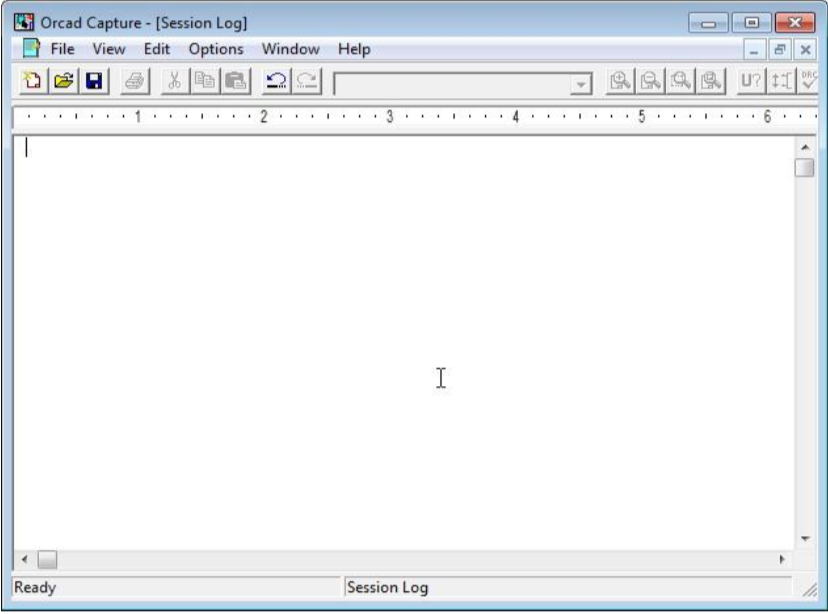 Orcad Capture - [Session Log]
File View Edit Options Window Help
U?
DRC
1 2 3 4 5 6
Ready Session Log